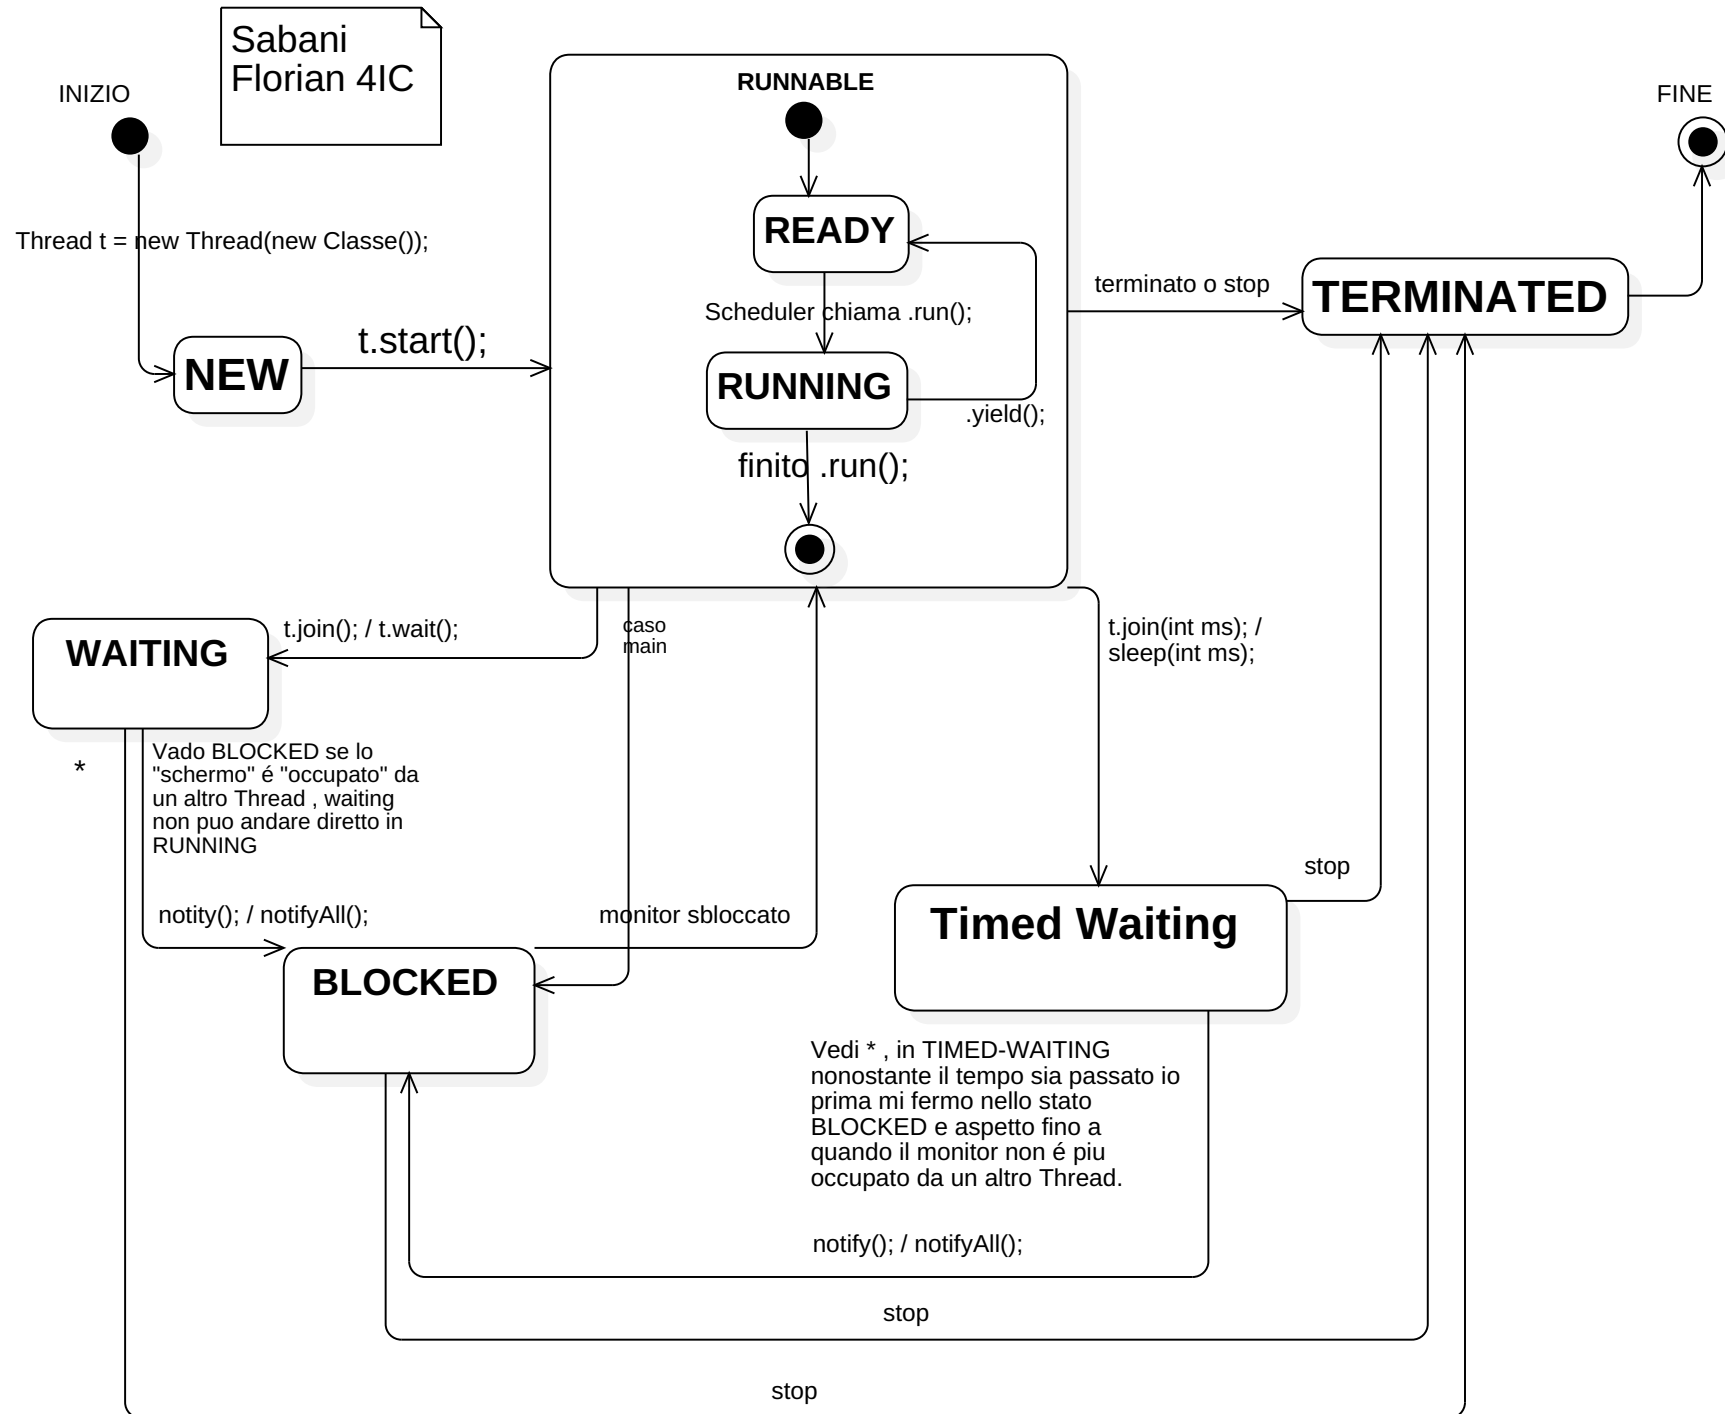 Sabani
Florian 4IC
INIZIO
RUNNABLE
FINE
READY
Thread t = new Thread(new Classe());
terminato o stop
TERMINATED
Scheduler chiama .run();
t.start();
NEW
RUNNING
.yield();
finito .run();
t.join(); / t.wait();
caso
main
t.join(int ms); /
sleep(int ms);
WAITING
*
Vado BLOCKED se lo
"schermo" é "occupato" da
un altro Thread , waiting
non puo andare diretto in
RUNNING
stop
notity(); / notifyAll();
monitor sbloccato
Timed Waiting
BLOCKED
Vedi * , in TIMED-WAITING
nonostante il tempo sia passato io
prima mi fermo nello stato
BLOCKED e aspetto fino a
quando il monitor non é piu
occupato da un altro Thread.
notify(); / notifyAll();
stop
stop